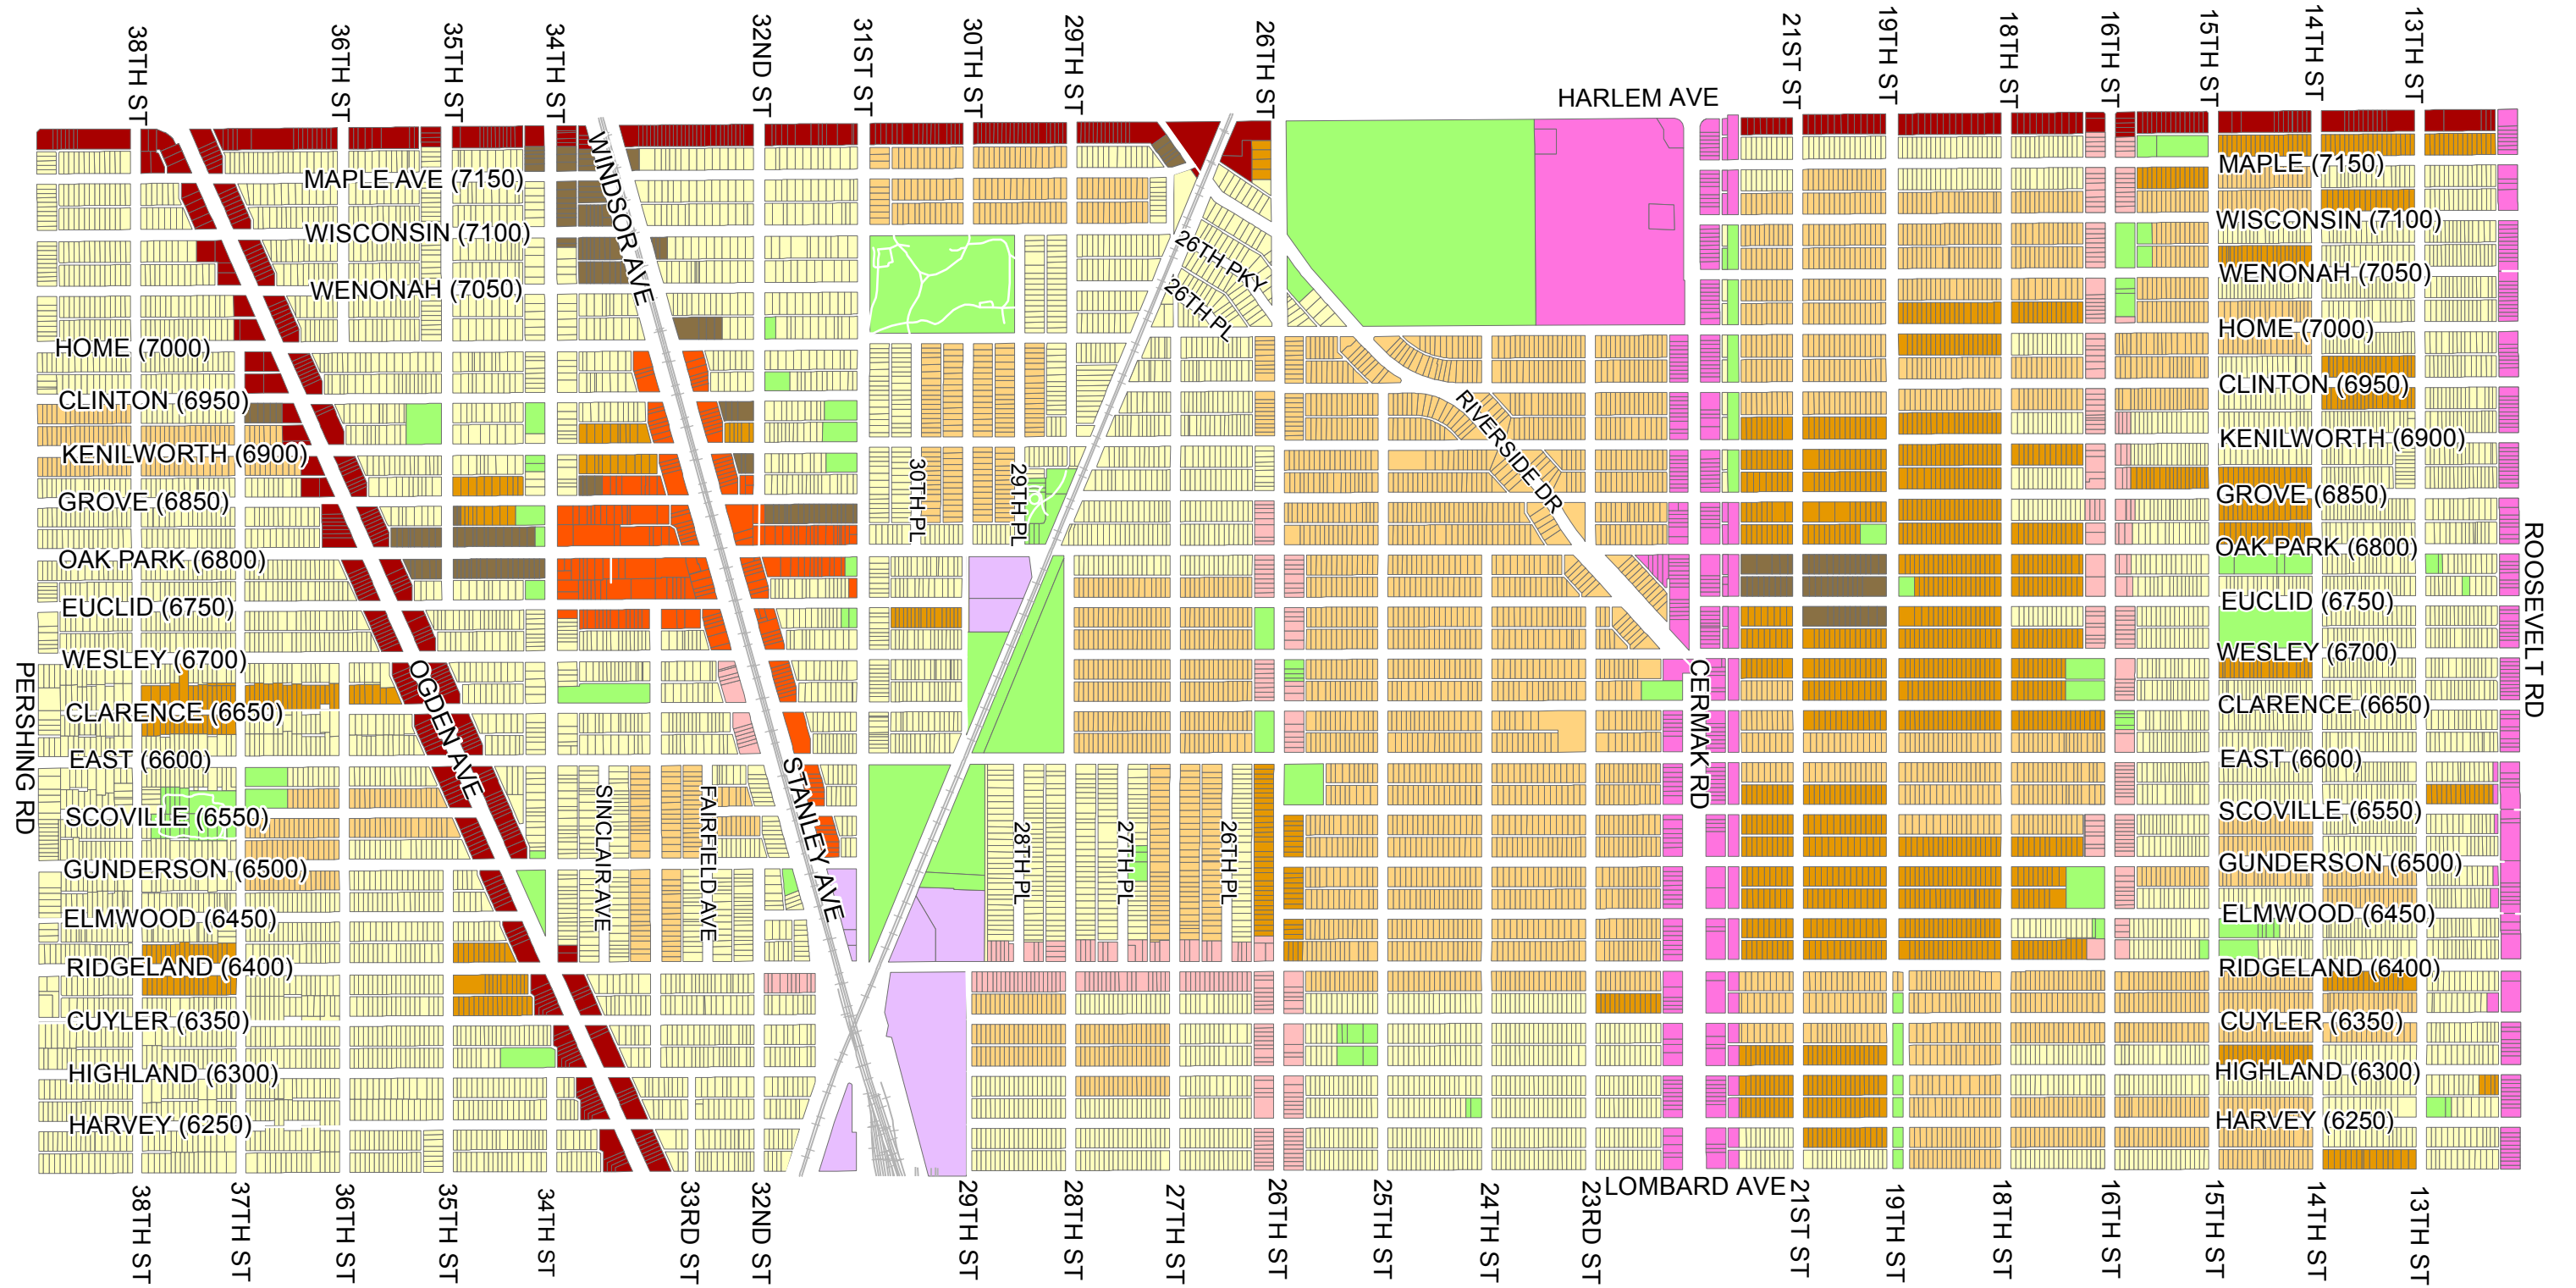 38TH ST
36TH ST
35TH ST
34TH ST
32ND ST
31ST ST
30TH ST
29TH ST
26TH ST
HARLEM AVE
21ST ST
19TH ST
18TH ST
16TH ST
15TH ST
14TH ST
13TH ST
WINDSOR AVE
MAPLE AVE (7150)
WISCONSIN (7100)
WENONAH (7050)
HOME (7000)
CLINTON (6950)
KENILWORTH (6900)
GROVE (6850)
OAK PARK (6800)
EUCLID (6750)
WESLEY (6700)
CLARENCE (6650)
EAST (6600)
SCOVILLE (6550)
GUNDERSON (6500)
ELMWOOD (6450)
RIDGELAND (6400)
CUYLER (6350)
HIGHLAND (6300)
HARVEY (6250)
PERSHING RD
OGDEN AVE
SINCLAIR AVE
FAIRFIELD AVE
STANLEY AVE
30TH PL
29TH PL
28TH PL
27TH PL
26TH PL
26TH PKY
26TH PL
RIVERSIDE DR
CERMAK RD
MAPLE (7150)
WISCONSIN (7100)
WENONAH (7050)
HOME (7000)
CLINTON (6950)
KENILWORTH (6900)
GROVE (6850)
OAK PARK (6800)
EUCLID (6750)
WESLEY (6700)
CLARENCE (6650)
EAST (6600)
SCOVILLE (6550)
GUNDERSON (6500)
ELMWOOD (6450)
RIDGELAND (6400)
CUYLER (6350)
HIGHLAND (6300)
HARVEY (6250)
ROOSEVELT RD
38TH ST
37TH ST
36TH ST
35TH ST
34TH ST
33RD ST
32ND ST
29TH ST
28TH ST
27TH ST
26TH ST
25TH ST
24TH ST
23RD ST
LOMBARD AVE
21ST ST
19TH ST
18TH ST
16TH ST
15TH ST
14TH ST
13TH ST